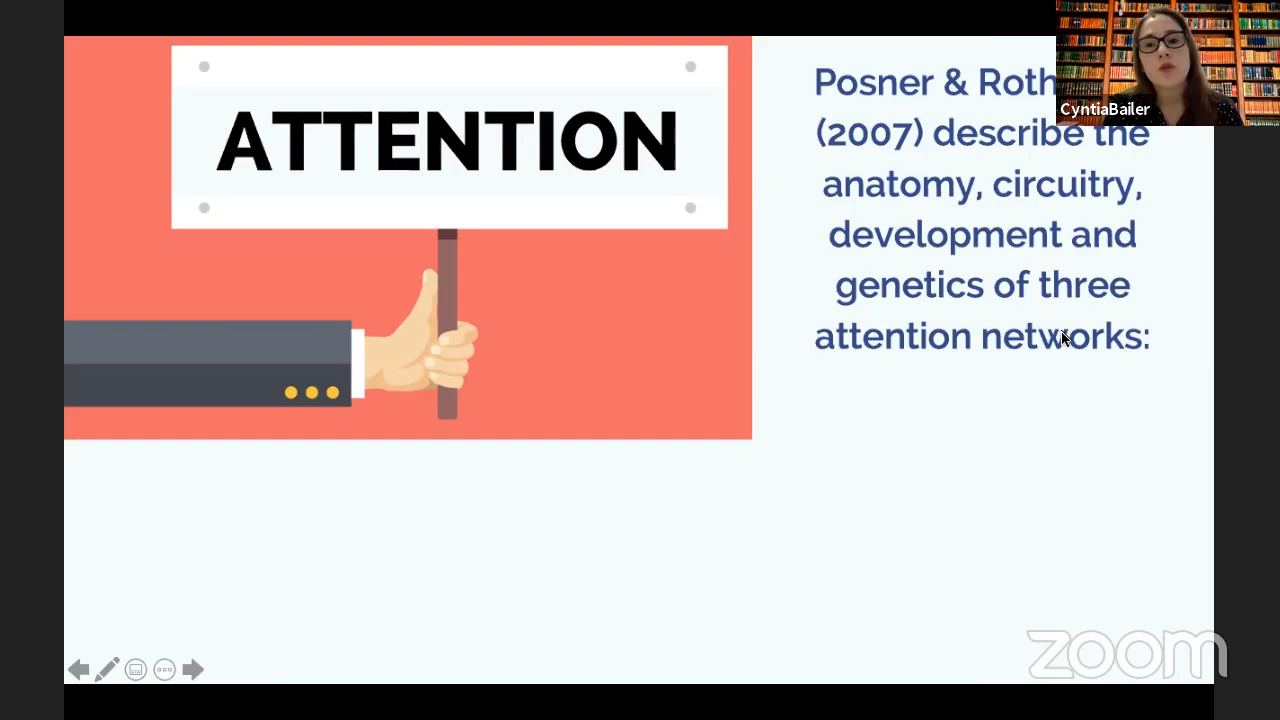 ATTENTION
Posner & Roth
(2007) describe the
anatomy, circuitry,
development and
genetics of three
attention networks:
CyntiaBailer
zoom